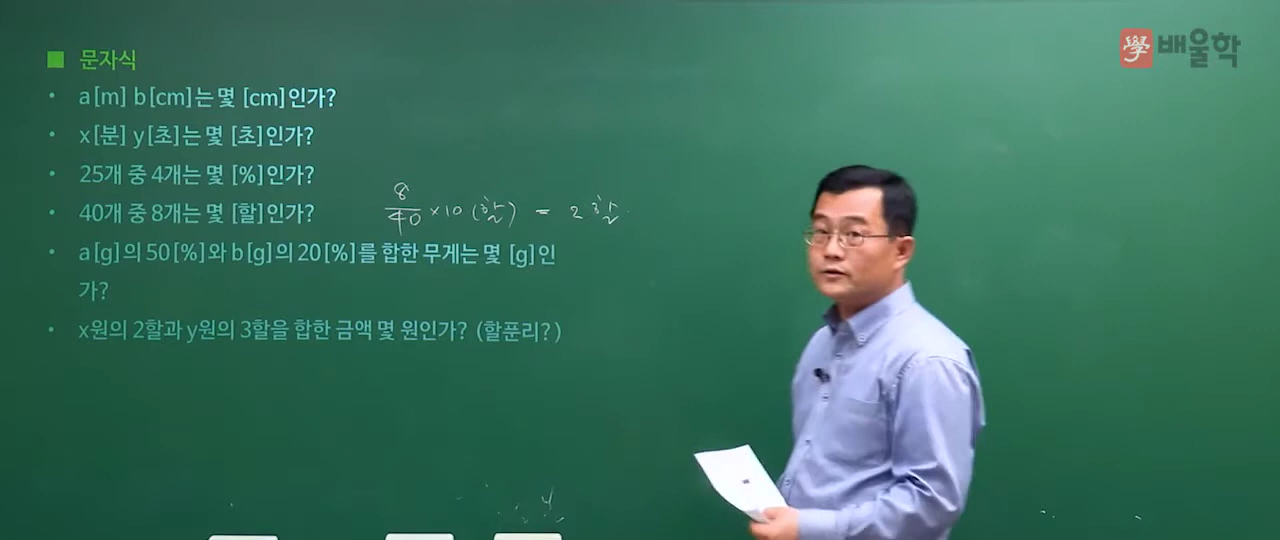 學 배울학
■ 문자식
• a[m] b[cm]는 몇 [cm]인가?
• x[분] y[초]는 몇 [초]인가?
• 25개 중 4개는 몇 [%]인가?
• 40개 중 8개는 몇 [할]인가?
8/40 ×10 (할) = 2할.
• a[g]의 50[%]와 b[g]의 20[%]를 합한 무게는 몇 [g]인
가?
• x원의 2할과 y원의 3할을 합한 금액 몇 원인가? (할푼리?)